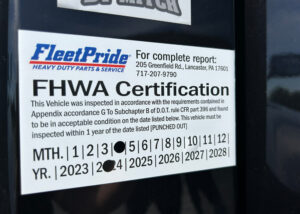 FleetPride
HEAVY DUTY PARTS & SERVICE
For complete report:
205 Greenfield Rd., Lancaster, PA 17601
717-207-9790
FHWA Certification
This Vehicle was inspected in accordance with the requirements contained in
Appendix accordance G To Subchapter B of D.O.T. rule CFR part 396 and found
to be in acceptable condition on the date listed below. This vehicle must be
inspected within 1 year of the date listed (PUNCHED OUT)
MTH. | 1 | 2 | 3 | 5 | 6 | 7 | 8 | 9 | 10 | 11 | 12
YR. | 2023 | 2 24 | 2025 | 2026 | 2027 | 2028 |